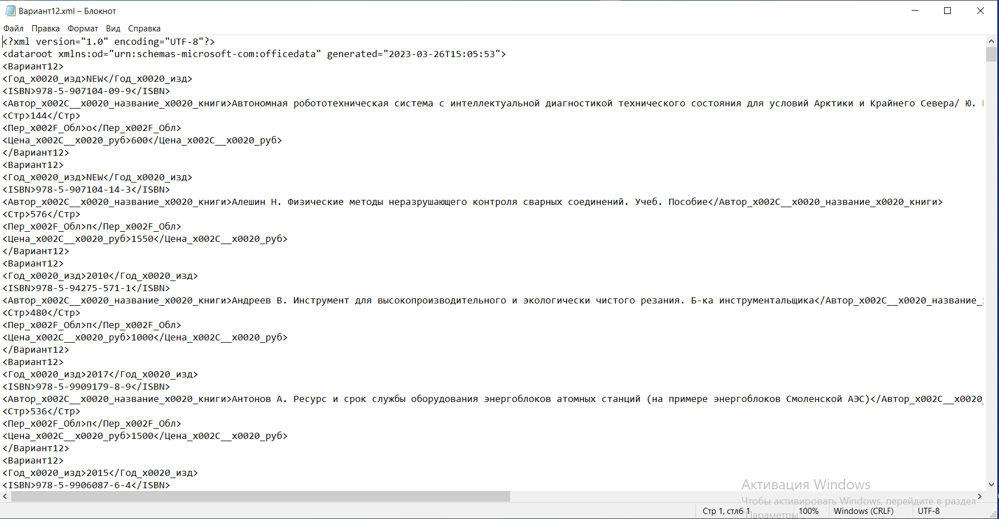 Вариант12.xml – Блокнот
Файл Правка Формат Вид Справка
<?xml version="1.0" encoding="UTF-8"?>
<dataroot xmlns:od="urn:schemas-microsoft-com:officedata" generated="2023-03-26T15:05:53">
<Вариант12>
<Год_x0020_изд>NEW</Год_x0020_изд>
<ISBN>978-5-907104-09-9</ISBN>
<Автор_x002C__x0020_название_x0020_книги>Автономная робототехническая система с интеллектуальной диагностикой технического состояния для условий Арктики и Крайнего Севера/ Ю.
<Стр>144</Стр>
<Пер_x002F_Обл>о</Пер_x002F_Обл>
<Цена_x002C__x0020_руб>600</Цена_x002C__x0020_руб>
</Вариант12>
<Вариант12>
<Год_x0020_изд>NEW</Год_x0020_изд>
<ISBN>978-5-907104-14-3</ISBN>
<Автор_x002C__x0020_название_x0020_книги>Алешин Н. Физические методы неразрушающего контроля сварных соединений. Учеб. Пособие</Автор_x002C__x0020_название_x0020_книги>
<Стр>576</Стр>
<Пер_x002F_Обл>п</Пер_x002F_Обл>
<Цена_x002C__x0020_руб>1550</Цена_x002C__x0020_руб>
</Вариант12>
<Вариант12>
<Год_x0020_изд>2010</Год_x0020_изд>
<ISBN>978-5-94275-571-1</ISBN>
<Автор_x002C__x0020_название_x0020_книги>Андреев В. Инструмент для высокопроизводительного и экологически чистого резания. Б-ка инструментальщика</Автор_x002C__x0020_название_
<Стр>480</Стр>
<Пер_x002F_Обл>п</Пер_x002F_Обл>
<Цена_x002C__x0020_руб>1000</Цена_x002C__x0020_руб>
</Вариант12>
<Вариант12>
<Год_x0020_изд>2017</Год_x0020_изд>
<ISBN>978-5-9909179-8-9</ISBN>
<Автор_x002C__x0020_название_x0020_книги>Антонов А. Ресурс и срок службы оборудования энергоблоков атомных станций (на примере энергоблоков Смоленской АЭС)</Автор_x002C__x0020_
<Стр>536</Стр>
<Пер_x002F_Обл>п</Пер_x002F_Обл>
<Цена_x002C__x0020_руб>1500</Цена_x002C__x0020_руб>
</Вариант12>
<Вариант12>
<Год_x0020_изд>2015</Год_x0020_изд>
<ISBN>978-5-9906087-6-4</ISBN>
Активация Windows
Чтобы активировать Windows, перейдите в раздел
"Параметры".
Стр 1, стлб 1 100% Windows (CRLF) UTF-8